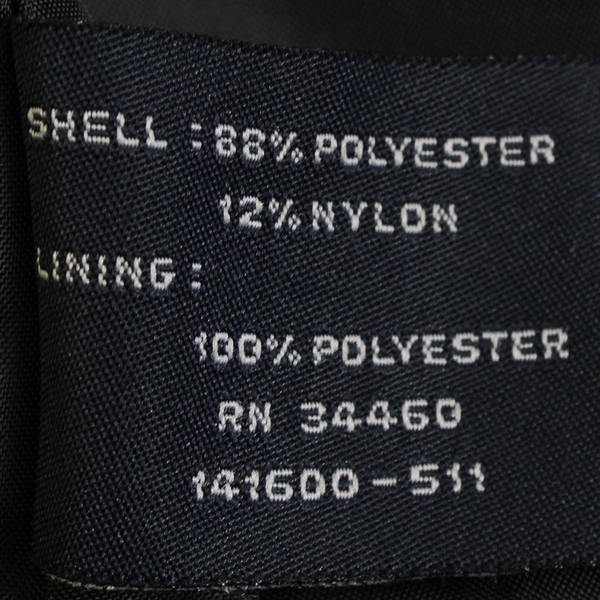 SHELL : 88% POLYESTER
12% NYLON
LINING :
100% POLYESTER
RN 34460
141600-511